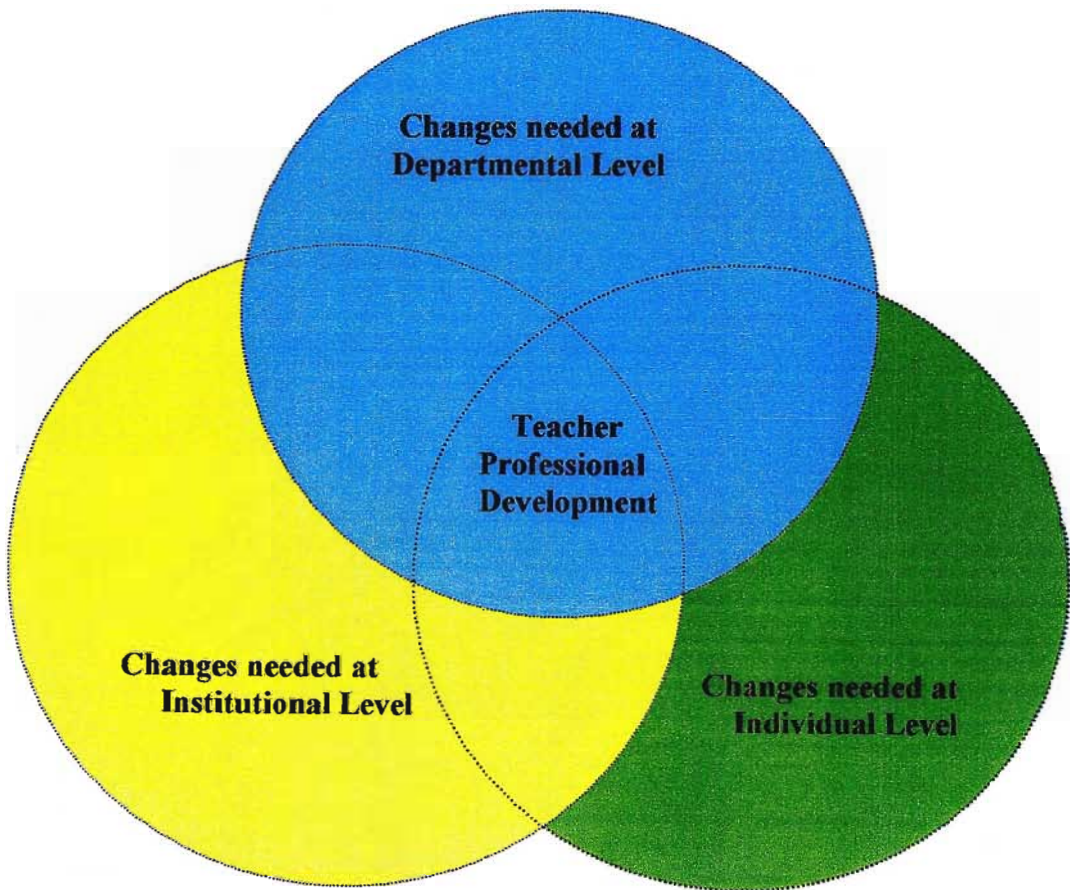 Changes needed at
Departmental Level
Teacher
Professional
Development
Changes needed at
Institutional Level
Changes needed at
Individual Level